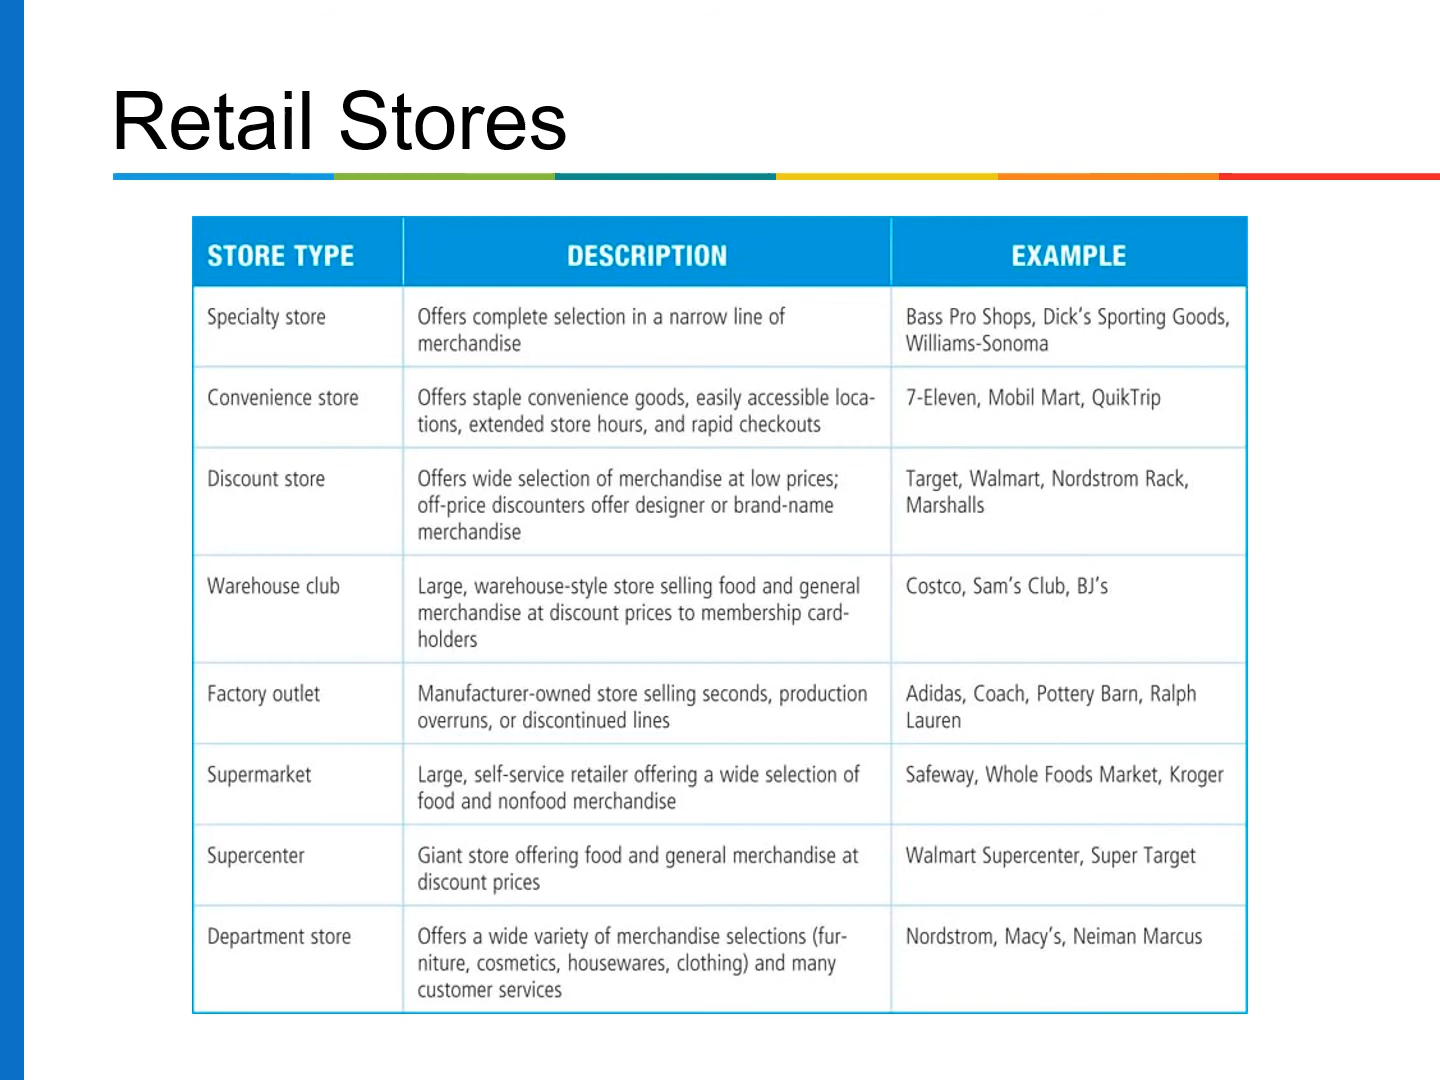 Retail Stores
STORE TYPE
DESCRIPTION
EXAMPLE
Specialty store
Offers complete selection in a narrow line of
merchandise
Bass Pro Shops, Dick's Sporting Goods,
Williams-Sonoma
Convenience store
Offers staple convenience goods, easily accessible loca-
tions, extended store hours, and rapid checkouts
7-Eleven, Mobil Mart, QuikTrip
Discount store
Offers wide selection of merchandise at low prices;
off-price discounters offer designer or brand-name
merchandise
Target, Walmart, Nordstrom Rack,
Marshalls
Warehouse club
Large, warehouse-style store selling food and general
merchandise at discount prices to membership card-
holders
Costco, Sam's Club, BJ's
Factory outlet
Manufacturer-owned store selling seconds, production
overruns, or discontinued lines
Adidas, Coach, Pottery Barn, Ralph
Lauren
Supermarket
Large, self-service retailer offering a wide selection of
food and nonfood merchandise
Safeway, Whole Foods Market, Kroger
Supercenter
Giant store offering food and general merchandise at
discount prices
Walmart Supercenter, Super Target
Department store
Offers a wide variety of merchandise selections (fur-
niture, cosmetics, housewares, clothing) and many
customer services
Nordstrom, Macy's, Neiman Marcus